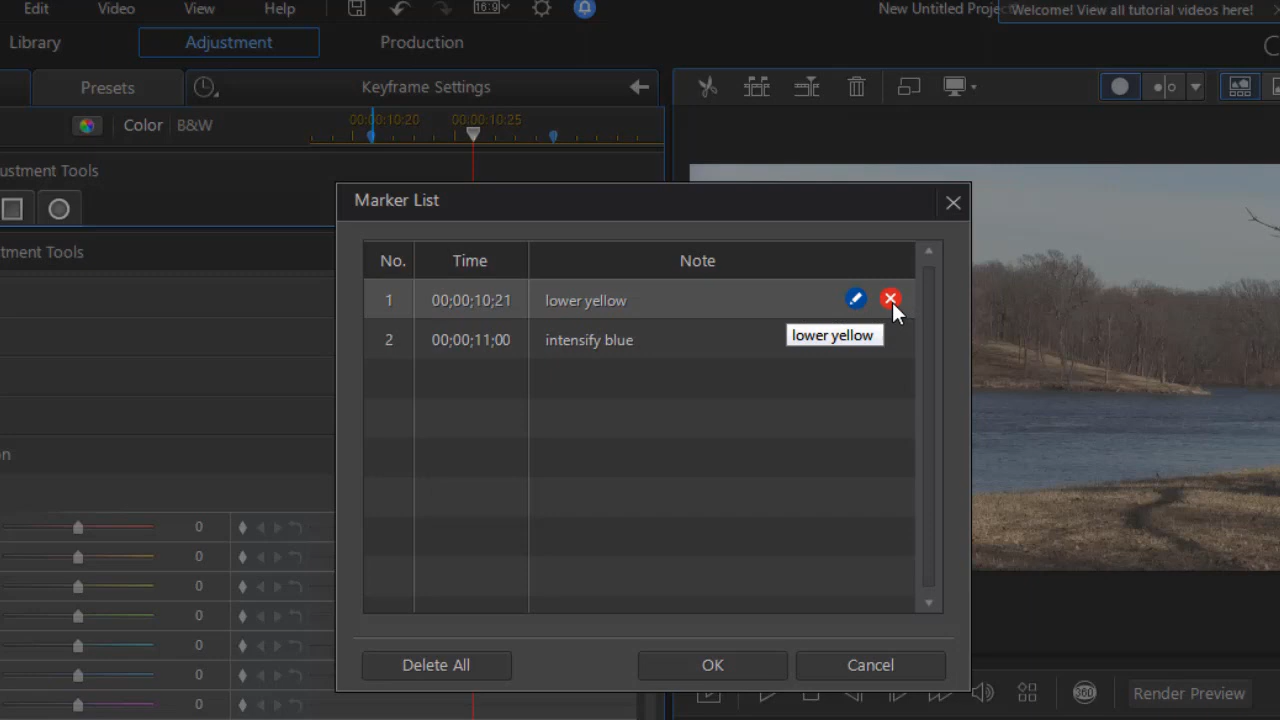 Edit Video View Help 16:9 New Untitled Projec Welcome! View all tutorial videos here!
Library Adjustment Production
Presets Keyframe Settings
Color B&W 00:00:10:20 00:00:10:25
ustment Tools
Marker List
tment Tools
No. Time Note
1 00;00;10;21 lower yellow
lower yellow
2 00;00;11;00 intensify blue
n
0
0
0
0
0
0
0
Delete All OK Cancel
360 Render Preview